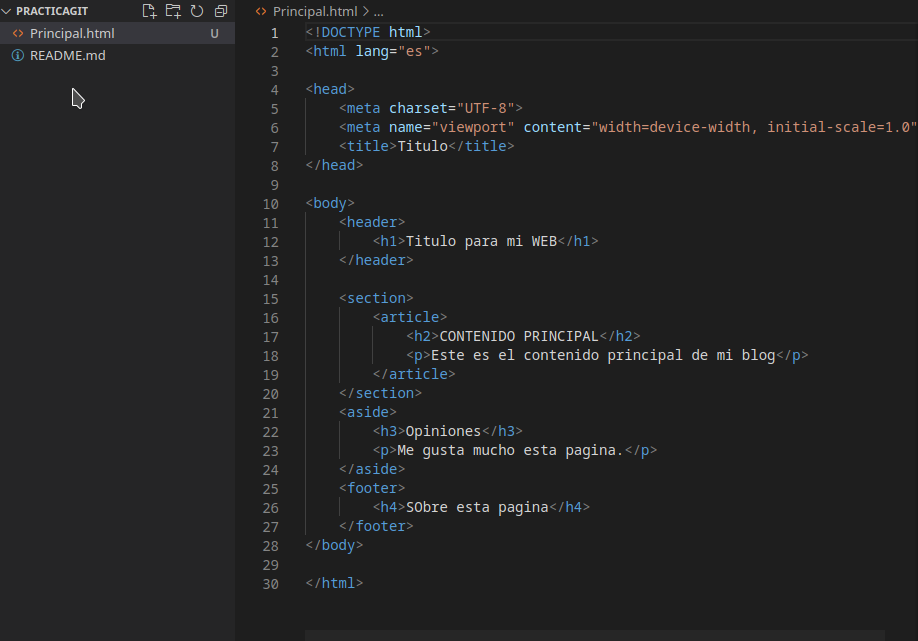 PRACTICAGIT
Principal.html U
README.md
Principal.html > ...
1 <!DOCTYPE html>
2 <html lang="es">
3
4 <head>
5 <meta charset="UTF-8">
6 <meta name="viewport" content="width=device-width, initial-scale=1.0"
7 <title>Titulo</title>
8 </head>
9
10 <body>
11 <header>
12 <h1>Titulo para mi WEB</h1>
13 </header>
14
15 <section>
16 <article>
17 <h2>CONTENIDO PRINCIPAL</h2>
18 <p>Este es el contenido principal de mi blog</p>
19 </article>
20 </section>
21 <aside>
22 <h3>Opiniones</h3>
23 <p>Me gusta mucho esta pagina.</p>
24 </aside>
25 <footer>
26 <h4>SObre esta pagina</h4>
27 </footer>
28 </body>
29
30 </html>